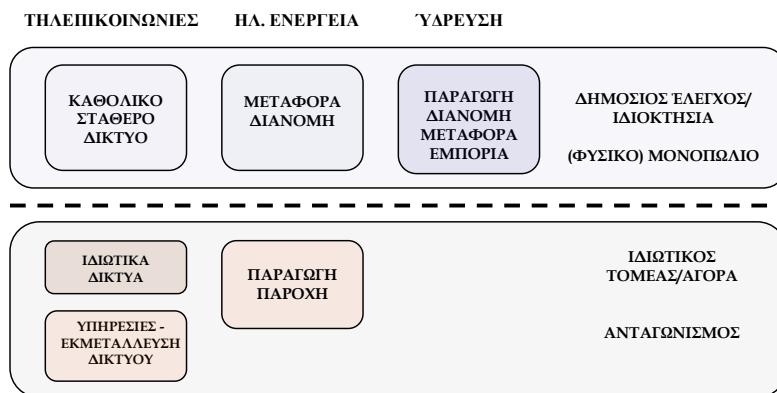 ΤΗΛΕΠΙΚΟΙΝΩΝΙΕΣ
ΗΛ. ΕΝΕΡΓΕΙΑ
ΎΔΡΕΥΣΗ
ΚΑΘΟΛΙΚΟ
ΣΤΑΘΕΡΟ
ΔΙΚΤΥΟ
ΜΕΤΑΦΟΡΑ
ΔΙΑΝΟΜΗ
ΠΑΡΑΓΩΓΗ
ΔΙΑΝΟΜΗ
ΜΕΤΑΦΟΡΑ
ΕΜΠΟΡΙΑ
ΔΗΜΟΣΙΟΣ ΈΛΕΓΧΟΣ/
ΙΔΙΟΚΤΗΣΙΑ
(ΦΥΣΙΚΟ) ΜΟΝΟΠΩΛΙΟ
ΙΔΙΩΤΙΚΑ
ΔΙΚΤΥΑ
ΥΠΗΡΕΣΙΕΣ -
ΕΚΜΕΤΑΛΛΕΥΣΗ
ΔΙΚΤΥΟΥ
ΠΑΡΑΓΩΓΗ
ΠΑΡΟΧΗ
ΙΔΙΩΤΙΚΟΣ
ΤΟΜΕΑΣ/ΑΓΟΡΑ
ΑΝΤΑΓΩΝΙΣΜΟΣ